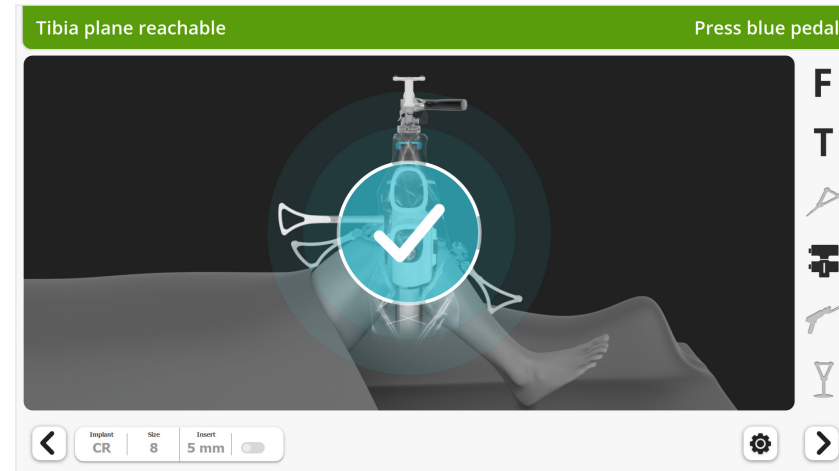 Tibia plane reachable
Press blue pedal
F
T
Implant Size Insert
CR 8 5 mm